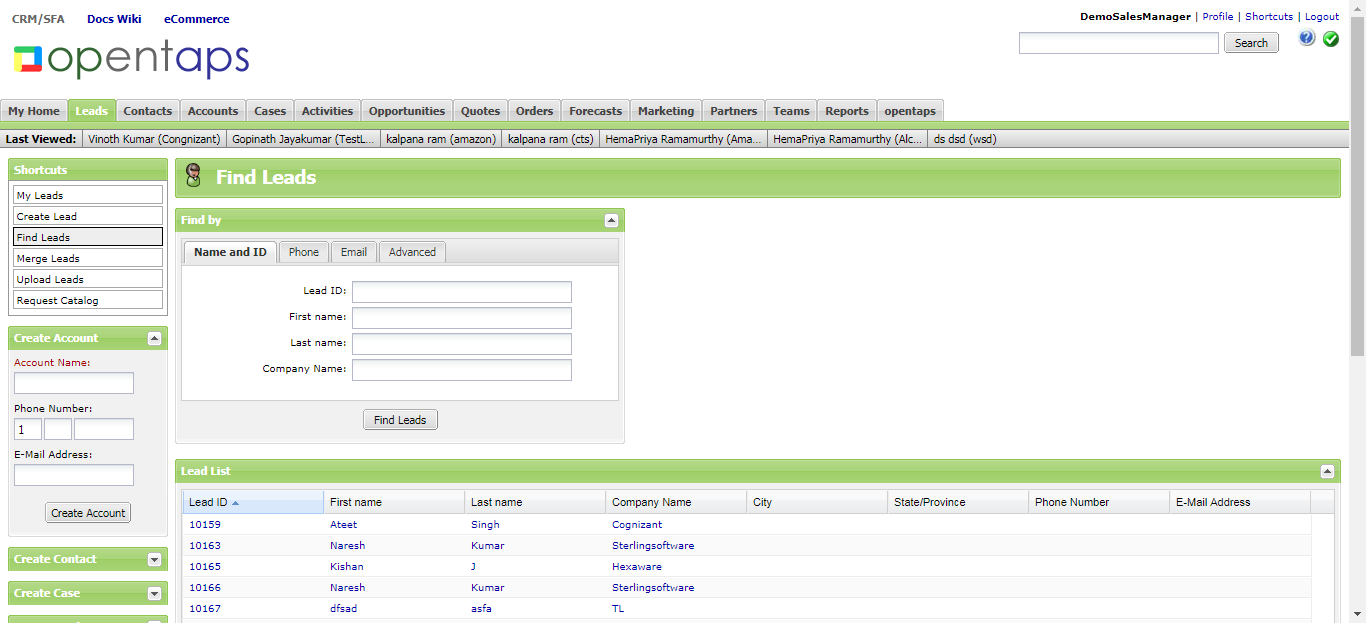 CRM/SFA Docs Wiki eCommerce
DemoSalesManager | Profile | Shortcuts | Logout
opentaps
Search
My Home Leads Contacts Accounts Cases Activities Opportunities Quotes Orders Forecasts Marketing Partners Teams Reports opentaps
Last Viewed: Vinoth Kumar (Congnizant) Gopinath Jayakumar (TestL... kalpana ram (amazon) kalpana ram (cts) HemaPriya Ramamurthy (Ama... HemaPriya Ramamurthy (Alc... ds dsd (wsd)
Shortcuts
My Leads
Create Lead
Find Leads
Merge Leads
Upload Leads
Request Catalog
Create Account
Account Name:
Phone Number:
1
E-Mail Address:
Create Account
Create Contact
Create Case
Find Leads
Find by
Name and ID Phone Email Advanced
Lead ID:
First name:
Last name:
Company Name:
Find Leads
Lead List
Lead ID First name Last name Company Name City State/Province Phone Number E-Mail Address
10159 Ateet Singh Cognizant
10163 Naresh Kumar Sterlingsoftware
10165 Kishan J Hexaware
10166 Naresh Kumar Sterlingsoftware
10167 dfsad asfa TL